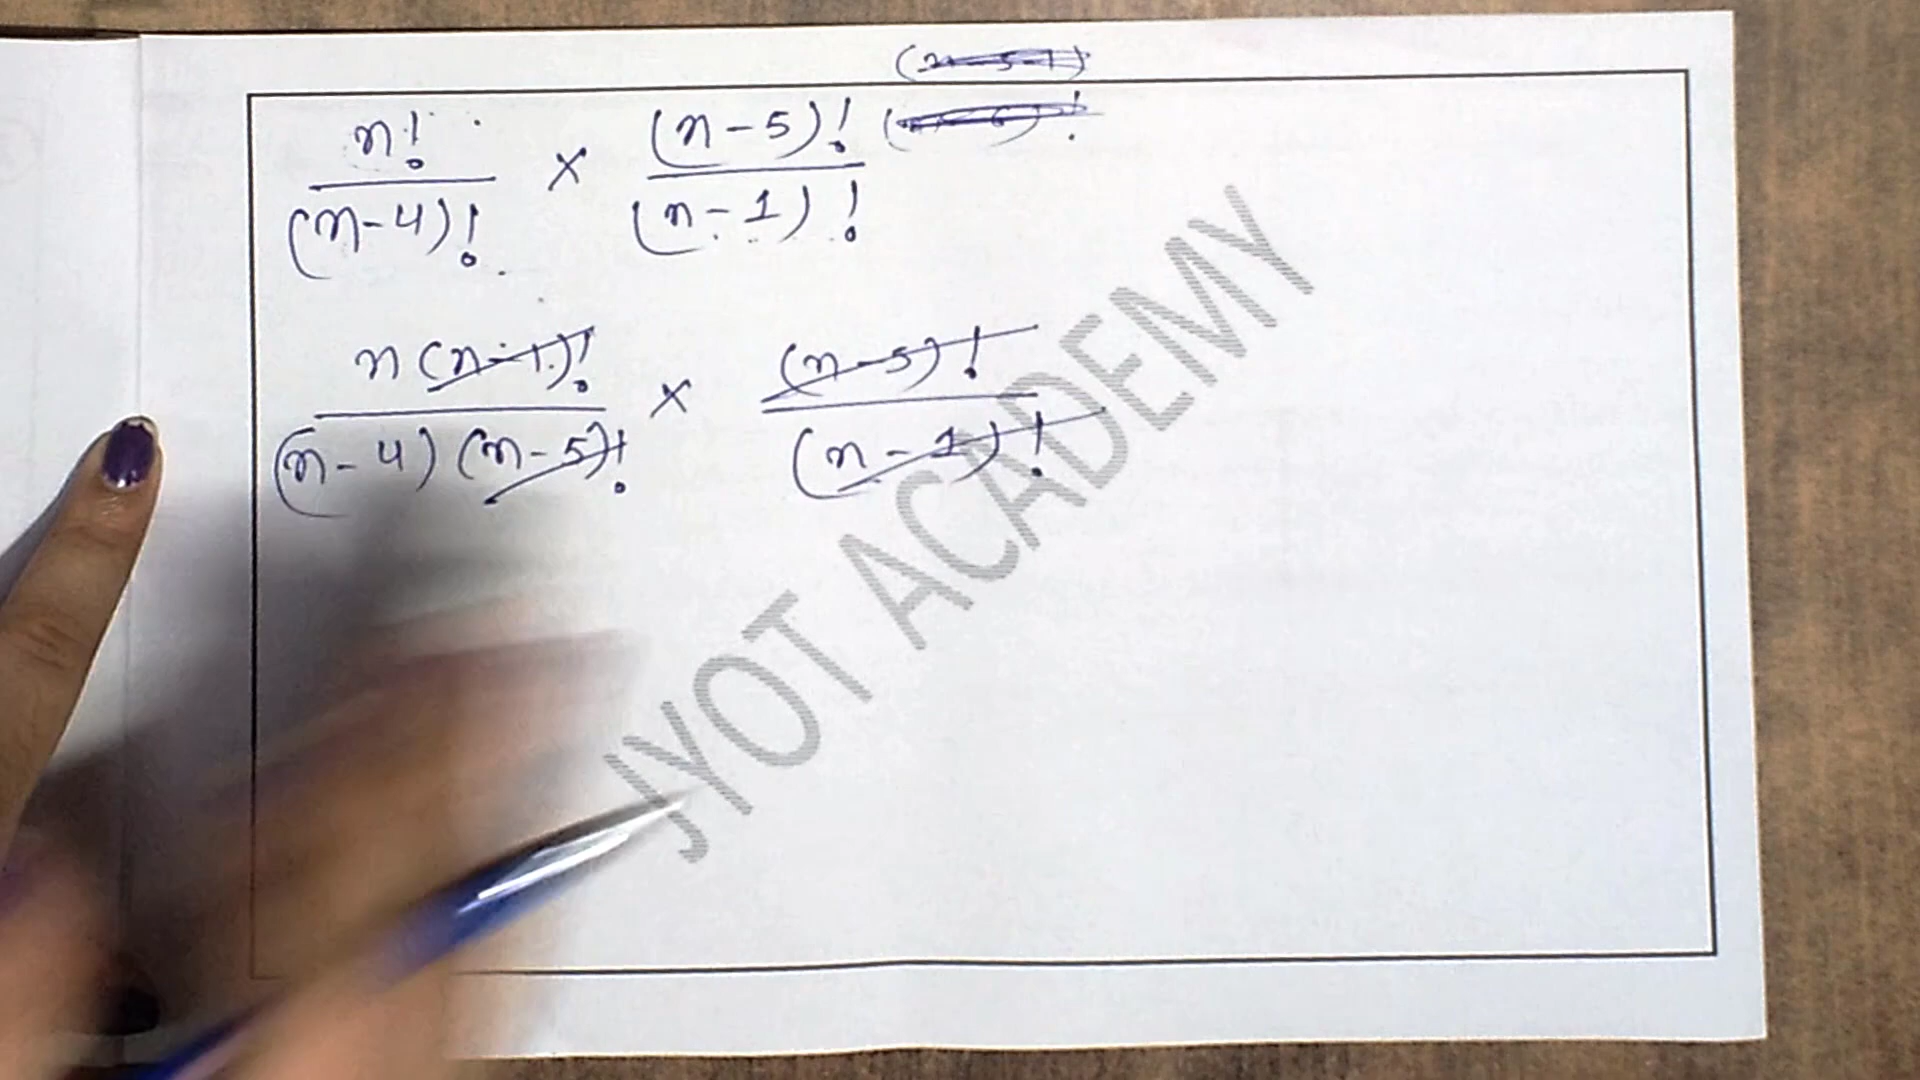 n! / (n-4)! × (n-5)! / (n-1)!
n(n-1)! / (n-4)(n-5)! × (n-5)! / (n-1)!
JYOT ACADEMY